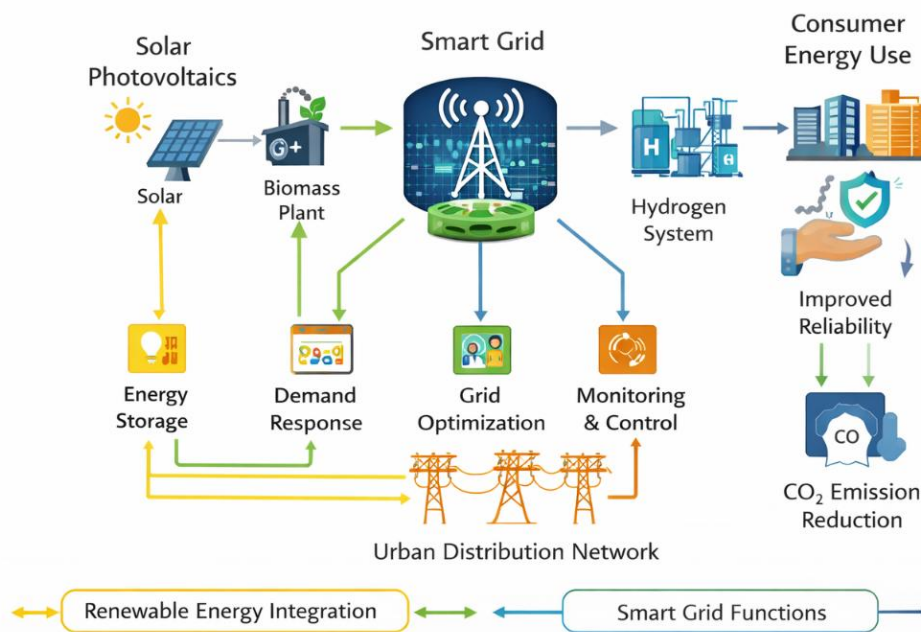 Solar
Photovoltaics
Smart Grid
Consumer
Energy Use
G+
H
H
Solar
Biomass
Plant
Hydrogen
System
Improved
Reliability
Energy
Storage
Demand
Response
Grid
Optimization
Monitoring
& Control
CO
CO₂ Emission
Reduction
Urban Distribution Network
Renewable Energy Integration
Smart Grid Functions